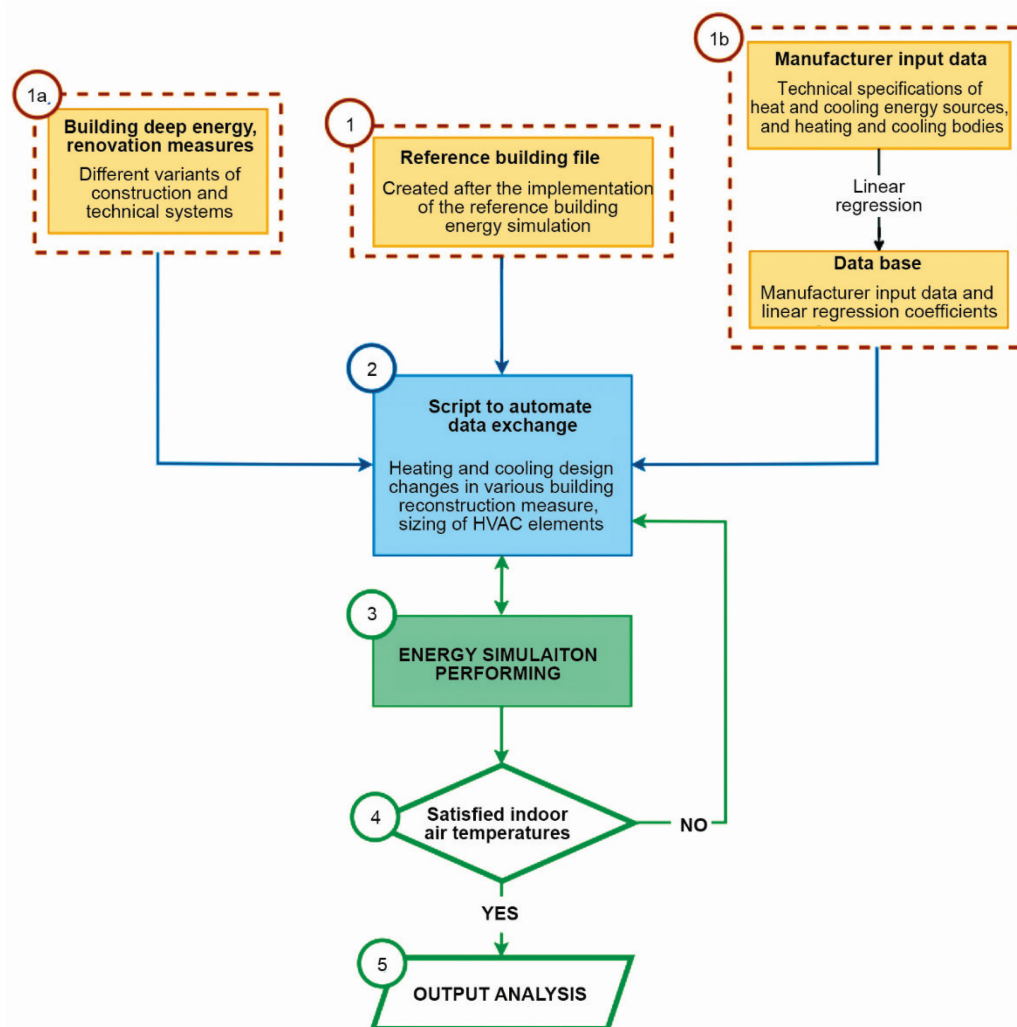 1a
Building deep energy,
renovation measures
Different variants of
construction and
technical systems
1
Reference building file
Created after the implementation
of the reference building
energy simulation
1b
Manufacturer input data
Technical specifications of
heat and cooling energy sources,
and heating and cooling bodies
Linear
regression
Data base
Manufacturer input data and
linear regression coefficients
2
Script to automate
data exchange
Heating and cooling design
changes in various building
reconstruction measure,
sizing of HVAC elements
3
ENERGY SIMULAITON
PERFORMING
4
Satisfied indoor
air temperatures
NO
YES
5
OUTPUT ANALYSIS